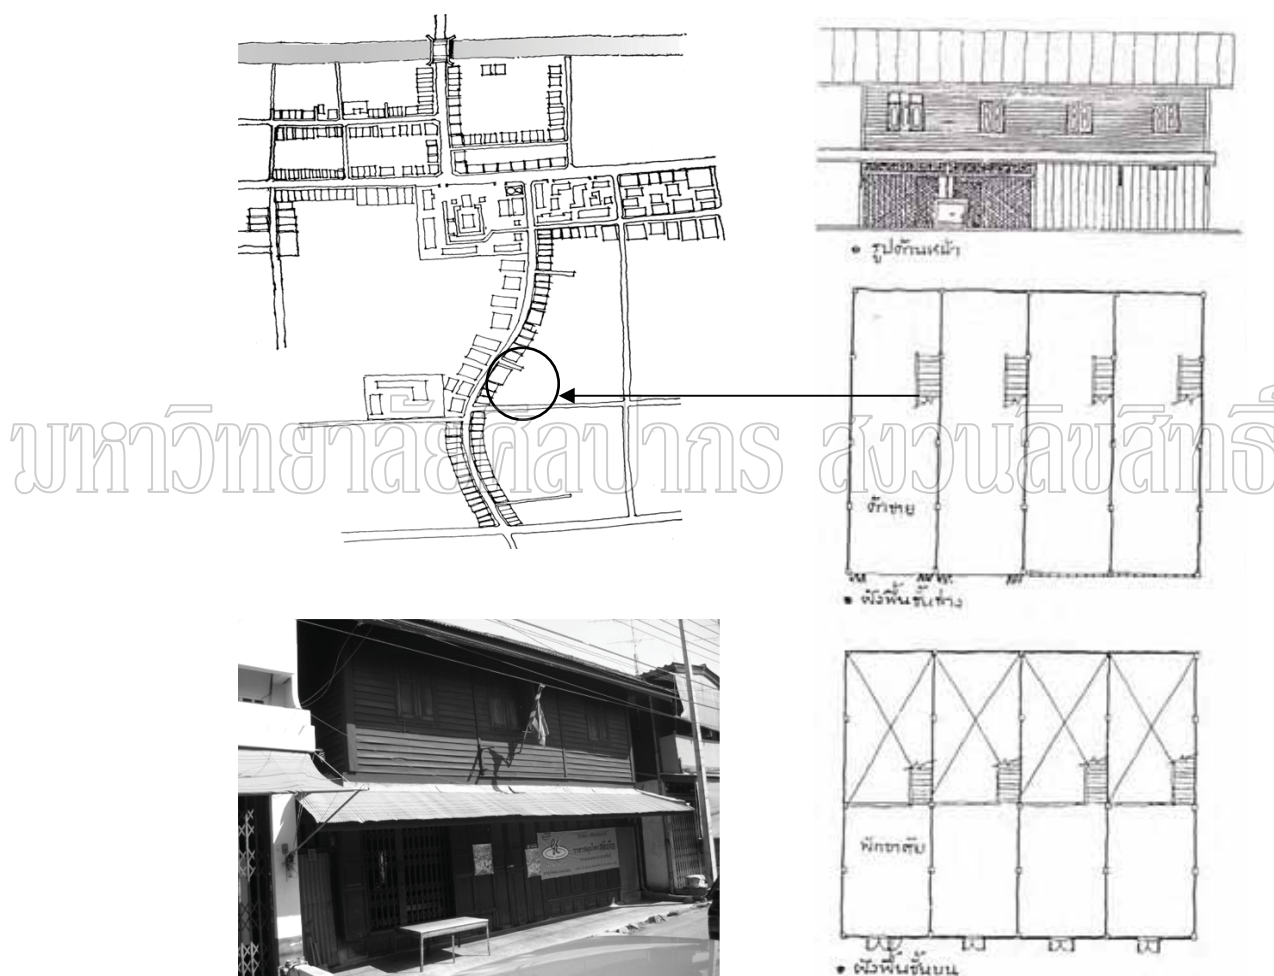 รูปด้านหน้า
มหาวิทยาลัยศิลปากร สงวนลิขสิทธิ์
ค้าขาย
ผังพื้นชั้นล่าง
พักอาศัย
ผังพื้นชั้นบน